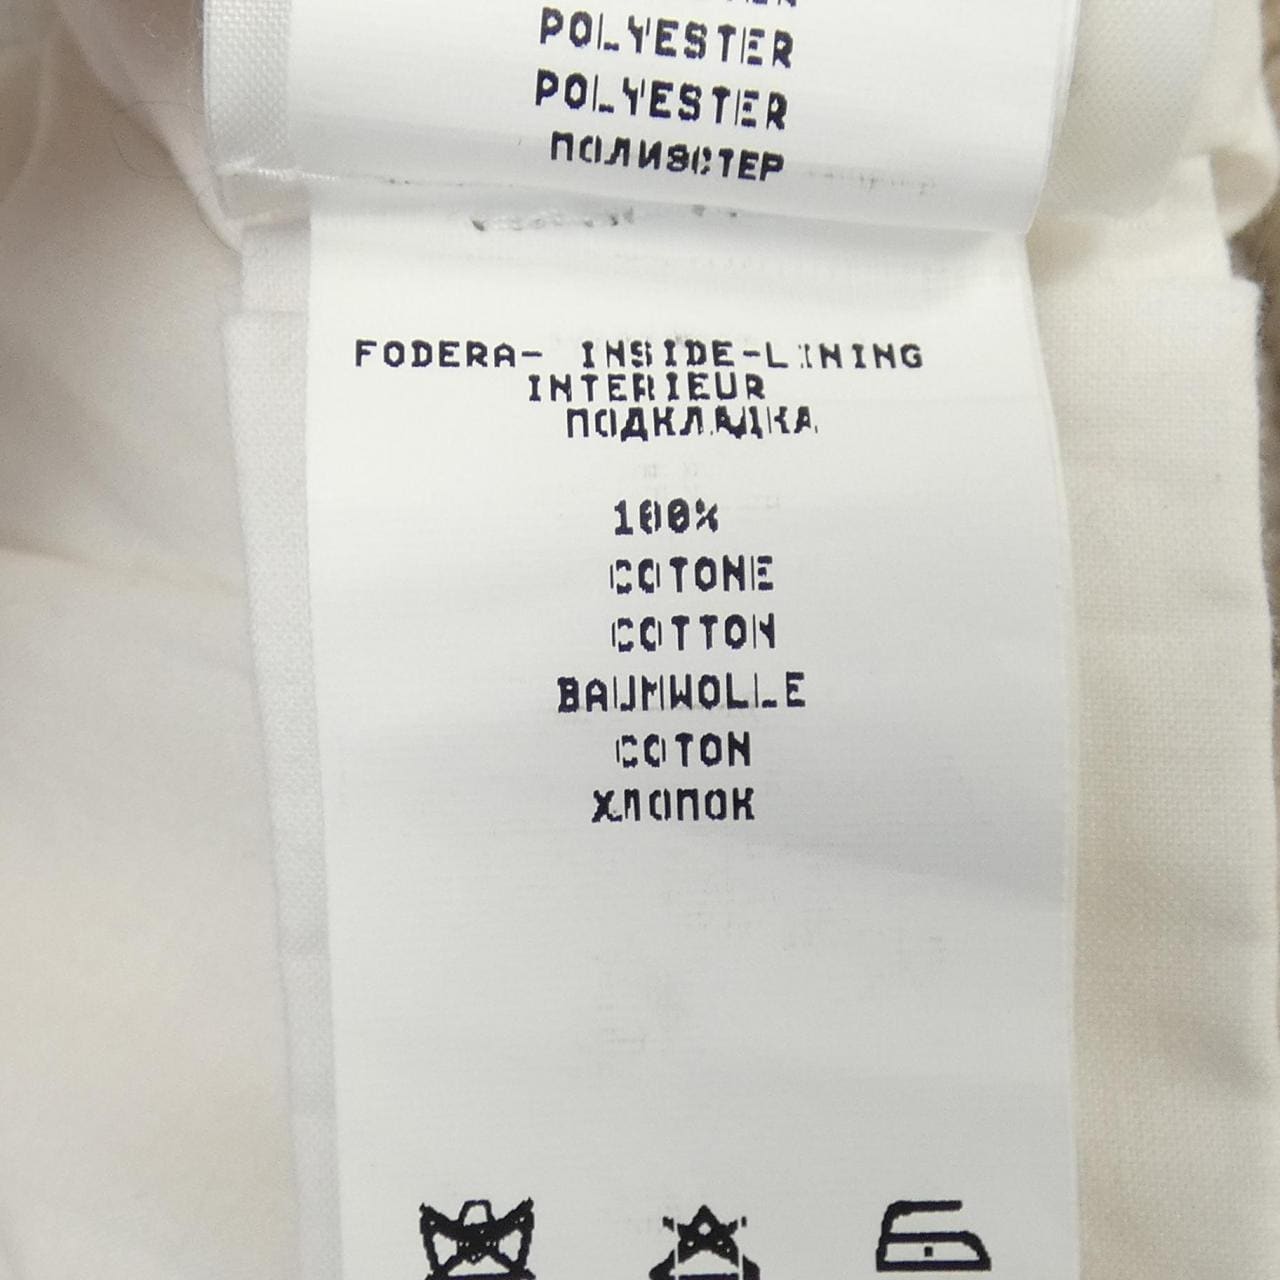 POLYESTER
POLYESTER
ПОЛИЭСТЕР
FODERA- INSIDE-LINING
INTERIEUR
ПОДКЛАДКА
100%
COTONE
COTTON
BAUMWOLLE
COTON
ХЛОПОК